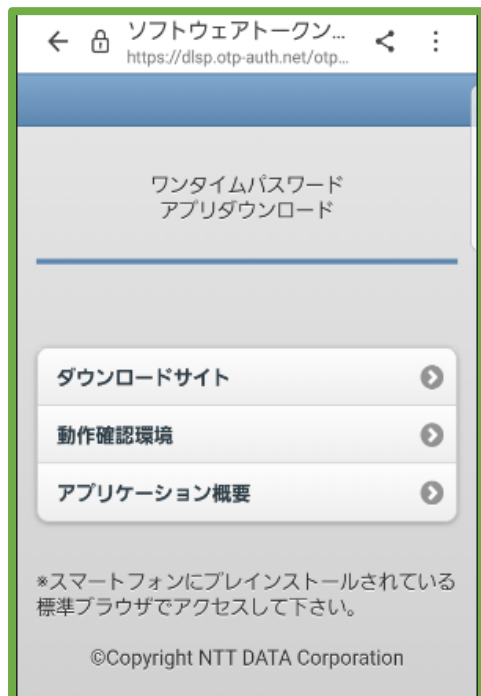 ソフトウェアトークン...
https://dlsp.otp-auth.net/otp...
ワンタイムパスワード
アプリダウンロード
ダウンロードサイト
動作確認環境
アプリケーション概要
※スマートフォンにプレインストールされている
標準ブラウザでアクセスして下さい。
©Copyright NTT DATA Corporation